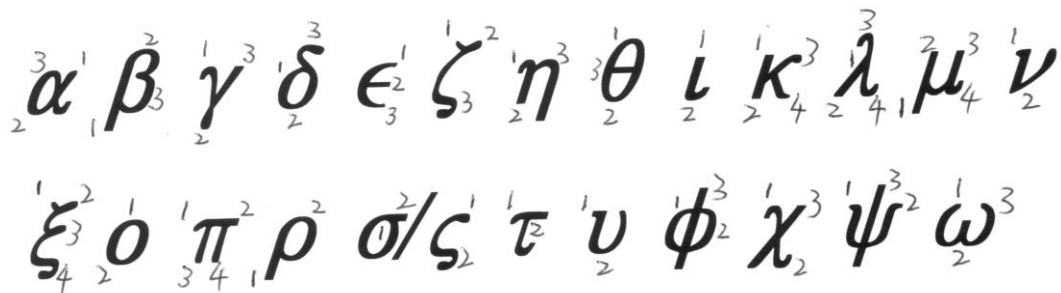 α β γ δ ϵ ζ η θ ι κ λ μ ν
ξ ο π ρ σ/ς τ υ ϕ χ ψ ω